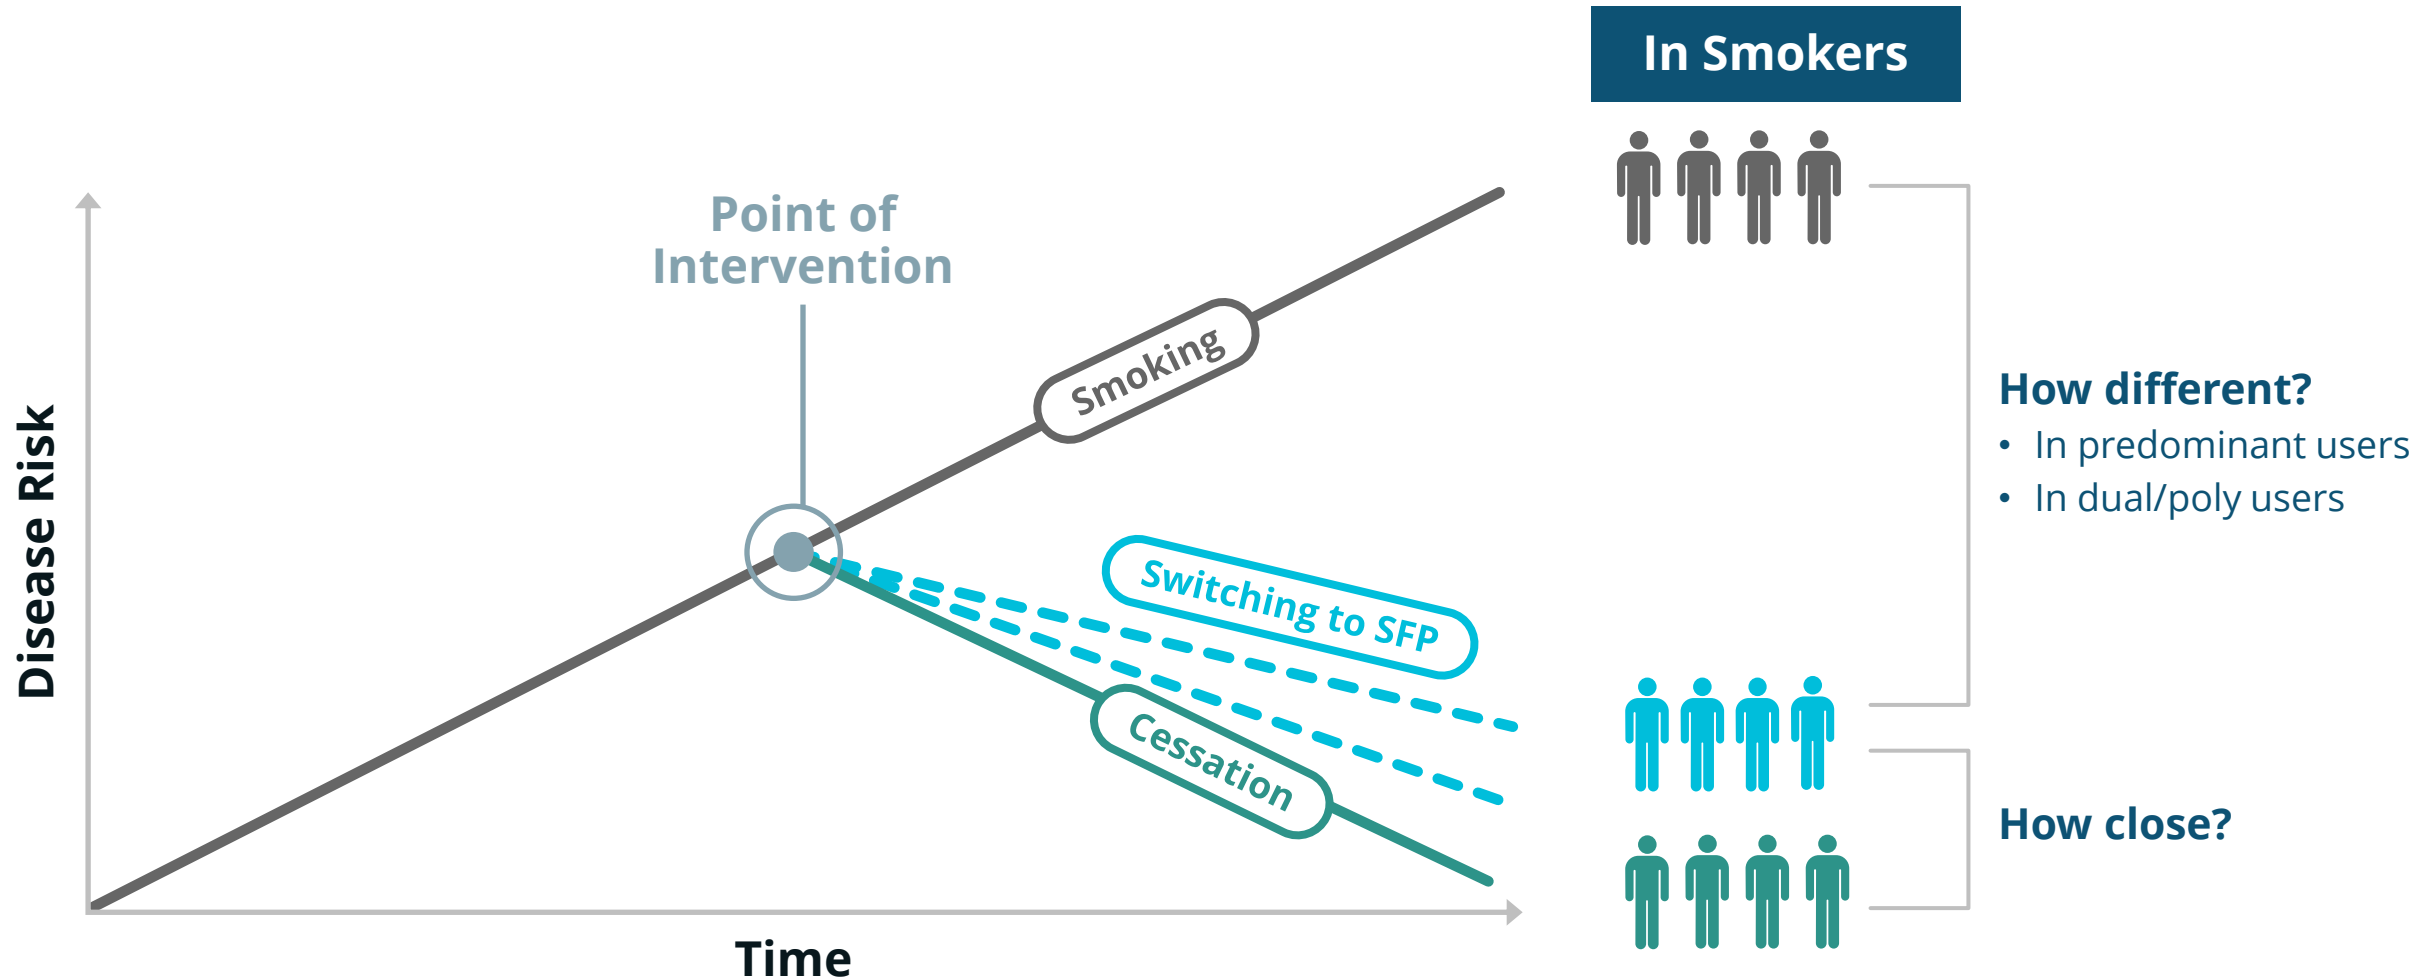 In Smokers
Point of
Intervention
Smoking
Switching to SFP
Cessation
Disease Risk
Time
How different?
• In predominant users
• In dual/poly users
How close?